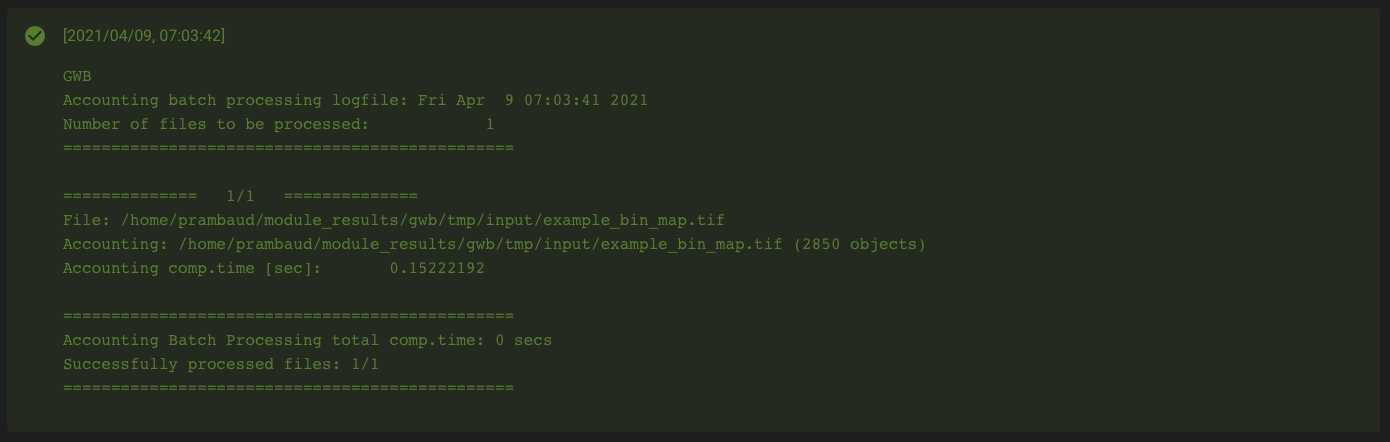 [2021/04/09, 07:03:42]
GWB
Accounting batch processing logfile: Fri Apr  9 07:03:41 2021
Number of files to be processed:            1
===============================================
==============   1/1   ==============
File: /home/prambaud/module_results/gwb/tmp/input/example_bin_map.tif
Accounting: /home/prambaud/module_results/gwb/tmp/input/example_bin_map.tif (2850 objects)
Accounting comp.time [sec]:       0.15222192
===============================================
Accounting Batch Processing total comp.time: 0 secs
Successfully processed files: 1/1
===============================================